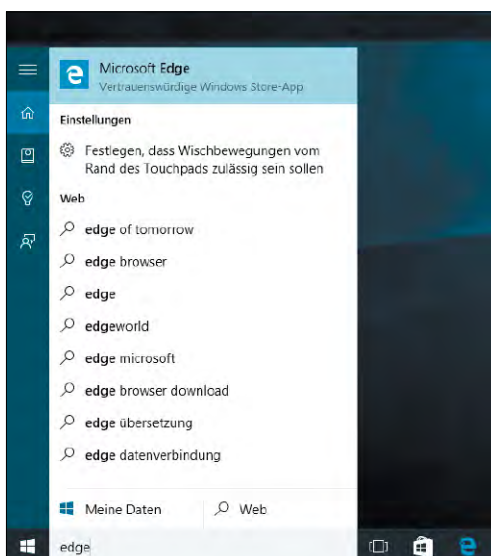 Microsoft Edge
Vertrauenswürdige Windows Store-App
Einstellungen
Festlegen, dass Wischbewegungen vom
Rand des Touchpads zulässig sein sollen
Web
edge of tomorrow
edge browser
edge
edgeworld
edge microsoft
edge browser download
edge übersetzung
edge datenverbindung
Meine Daten Web
edge